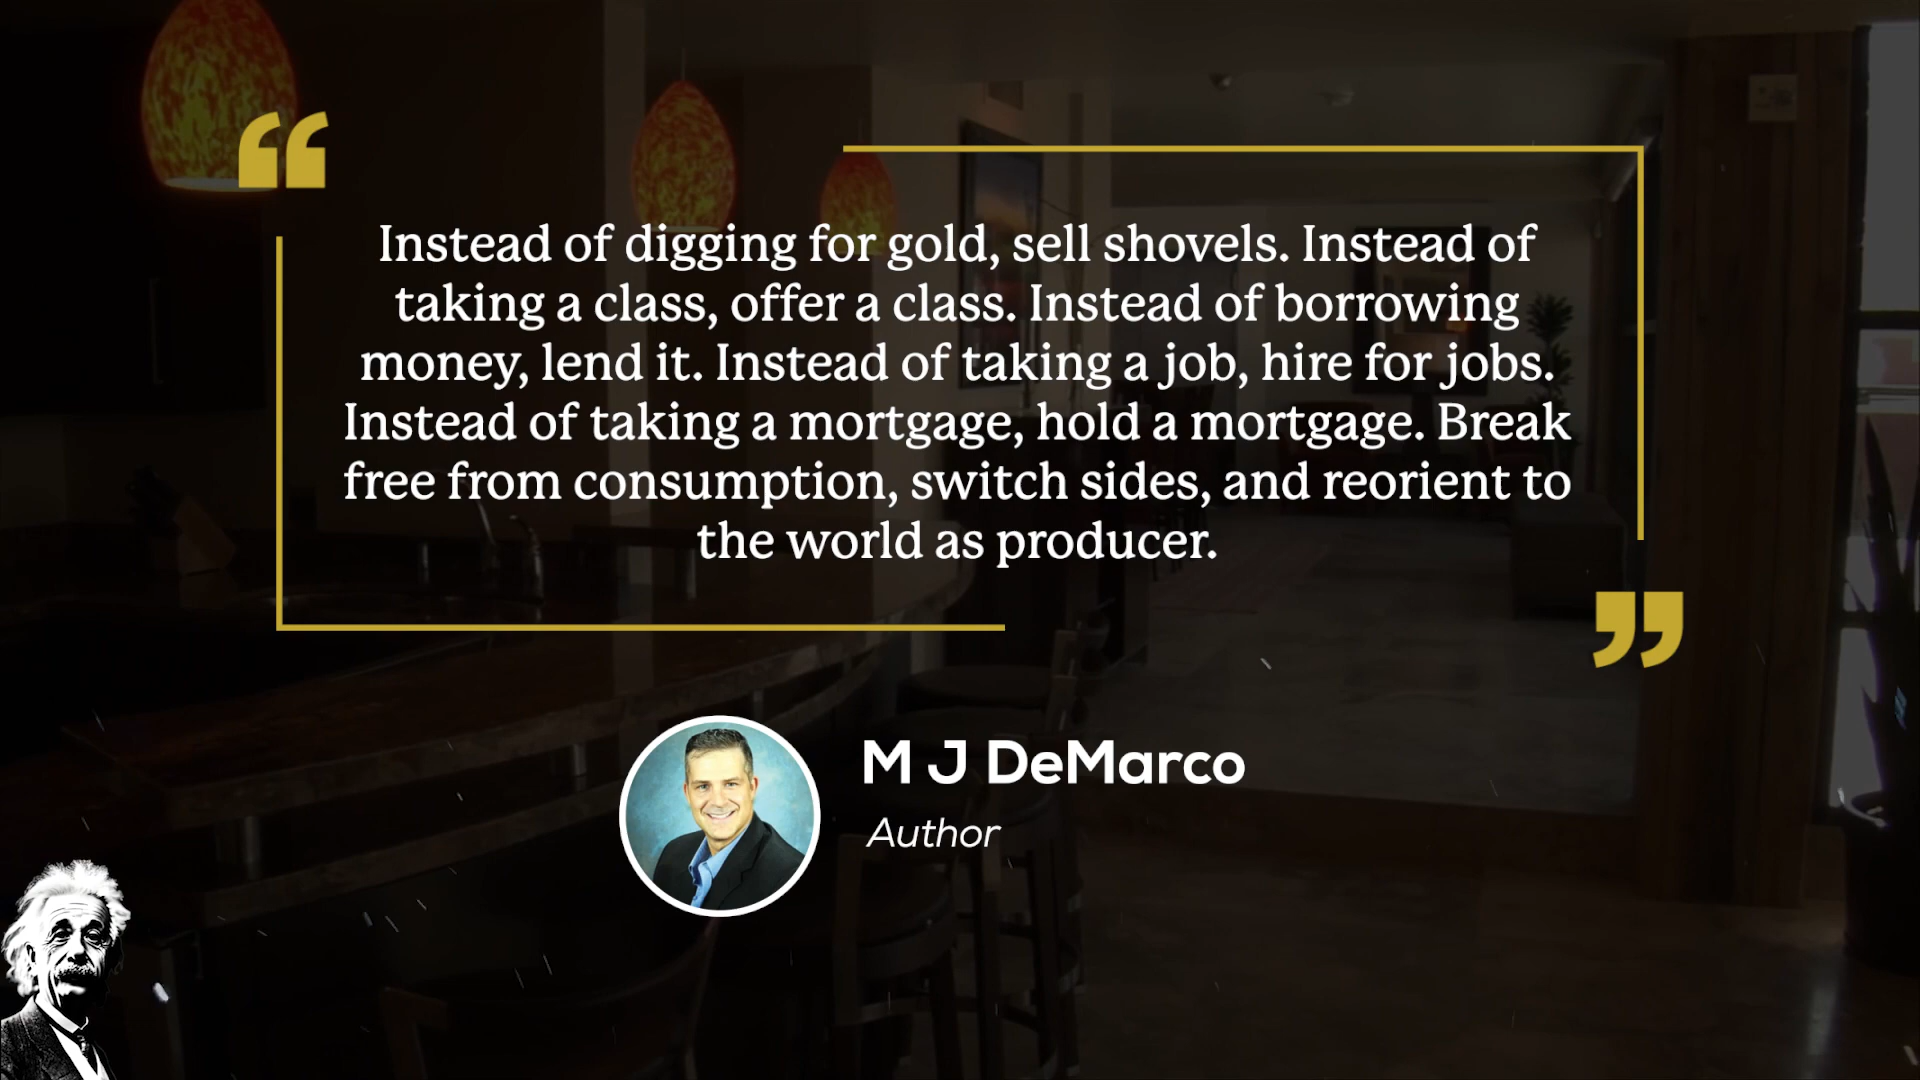 “
Instead of digging for gold, sell shovels. Instead of
taking a class, offer a class. Instead of borrowing
money, lend it. Instead of taking a job, hire for jobs.
Instead of taking a mortgage, hold a mortgage. Break
free from consumption, switch sides, and reorient to
the world as producer.
”
M J DeMarco
Author